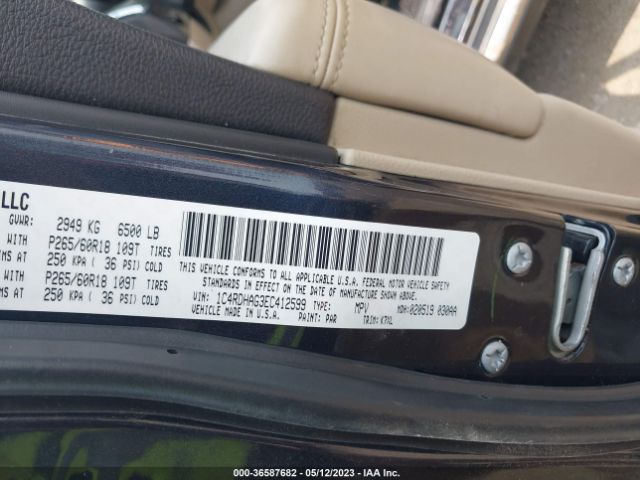 LLC
GVWR: 2949 KG 6500 LB
WITH P265/60R18 109T TIRES
MS AT 250 KPA ( 36 PSI) COLD
WITH P265/60R18 109T TIRES
MS AT 250 KPA ( 36 PSI) COLD
THIS VEHICLE CONFORMS TO ALL APPLICABLE U.S.A. FEDERAL MOTOR VEHICLE SAFETY
STANDARDS IN EFFECT ON THE DATE OF MANUFACTURE SHOWN ABOVE.
VIN: 1C4RDHAG3EC412599 TYPE: MPV MDH: 020519 030AA
VEHICLE MADE IN U.S.A. PAINT: PAR TRIM: K7XL
000-36587682 - 05/12/2023 - IAA Inc.